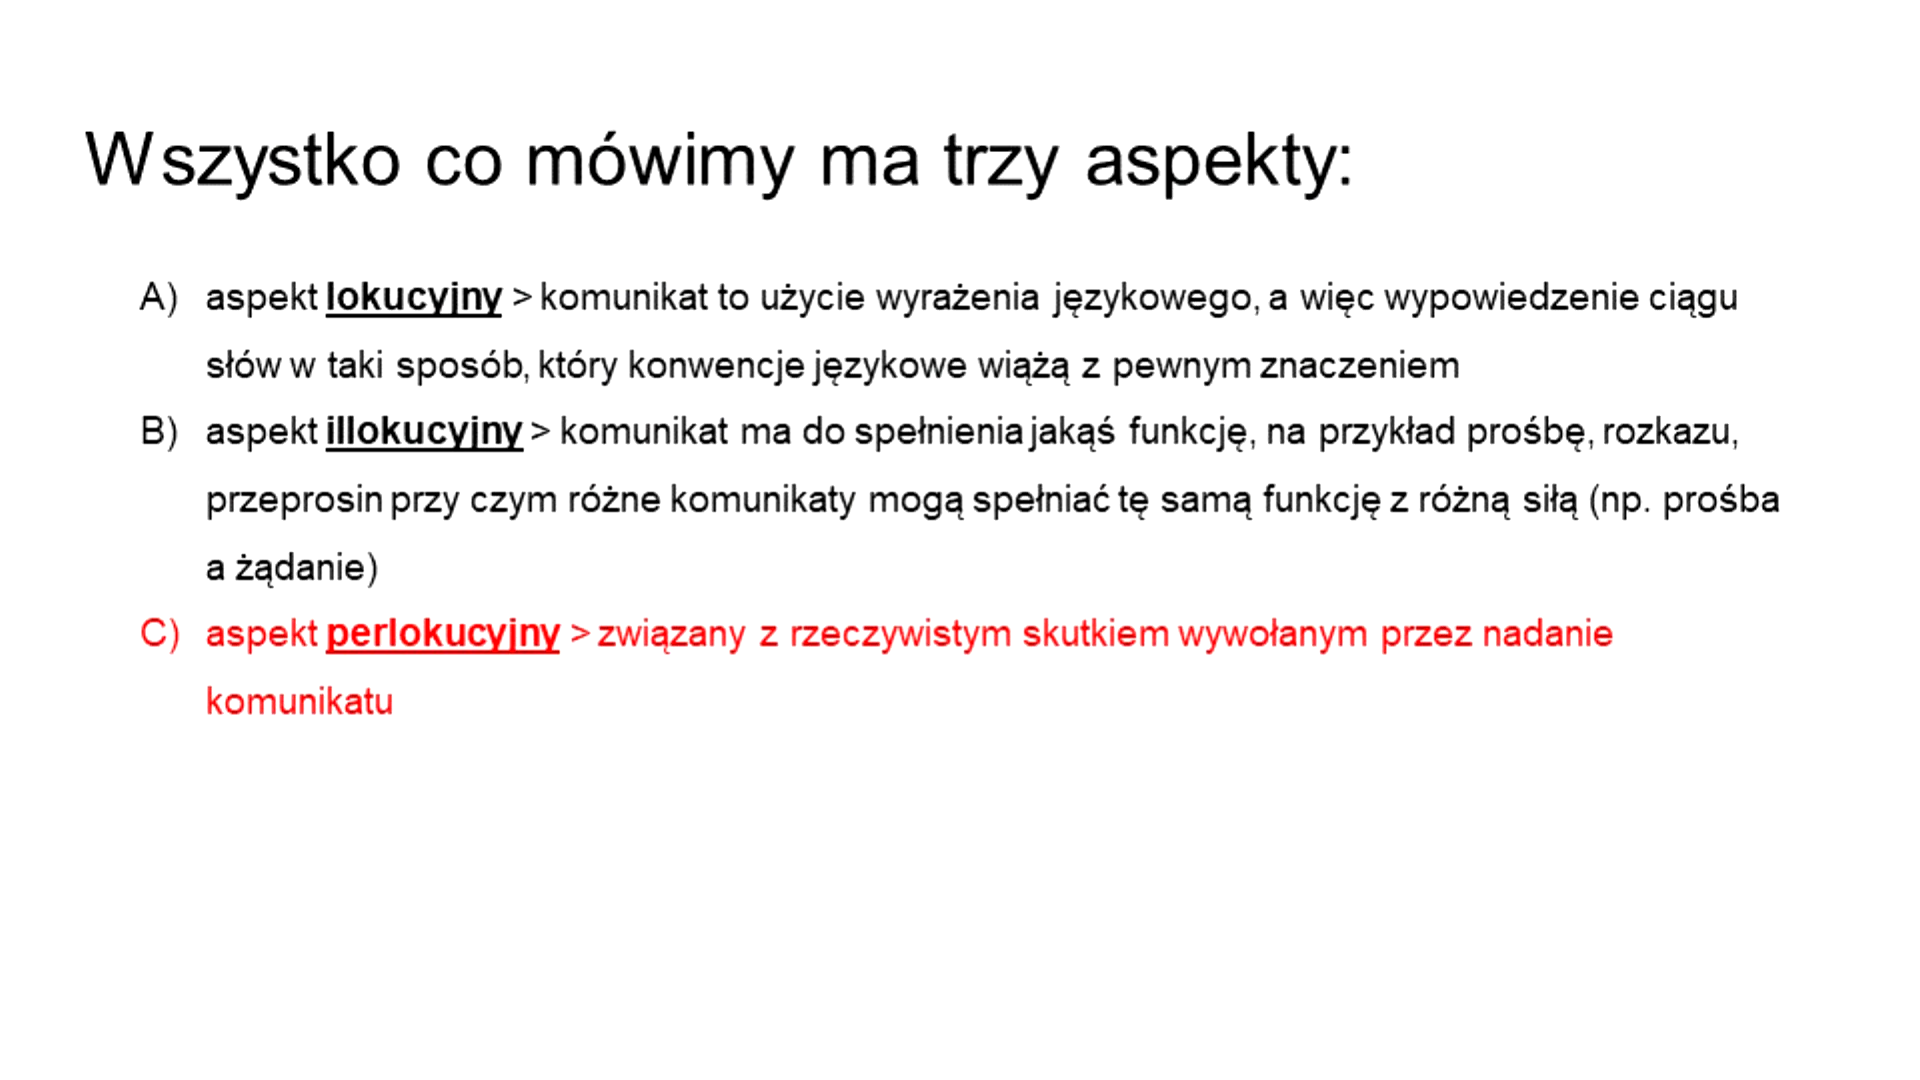 Wszystko co mówimy ma trzy aspekty:
A) aspekt lokucyjny > komunikat to użycie wyrażenia językowego, a więc wypowiedzenie ciągu
słów w taki sposób, który konwencje językowe wiążą z pewnym znaczeniem
B) aspekt illokucyjny > komunikat ma do spełnienia jakąś funkcję, na przykład prośbę, rozkazu,
przeprosin przy czym różne komunikaty mogą spełniać tę samą funkcję z różną siłą (np. prośba
a żądanie)
C) aspekt perlokucyjny > związany z rzeczywistym skutkiem wywołanym przez nadanie
komunikatu